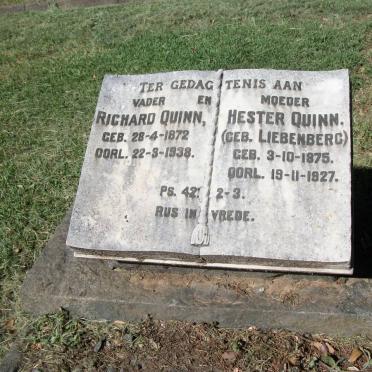 TER GEDAGTENIS AAN
VADER EN MOEDER
RICHARD QUINN, HESTER QUINN.
GEB. 28-4-1872 (GEB. LIEBENBERG)
OORL. 22-3-1938. GEB. 3-10-1875.
OORL. 19-11-1927.
PS. 42: 2-3.
RUS IN VREDE.